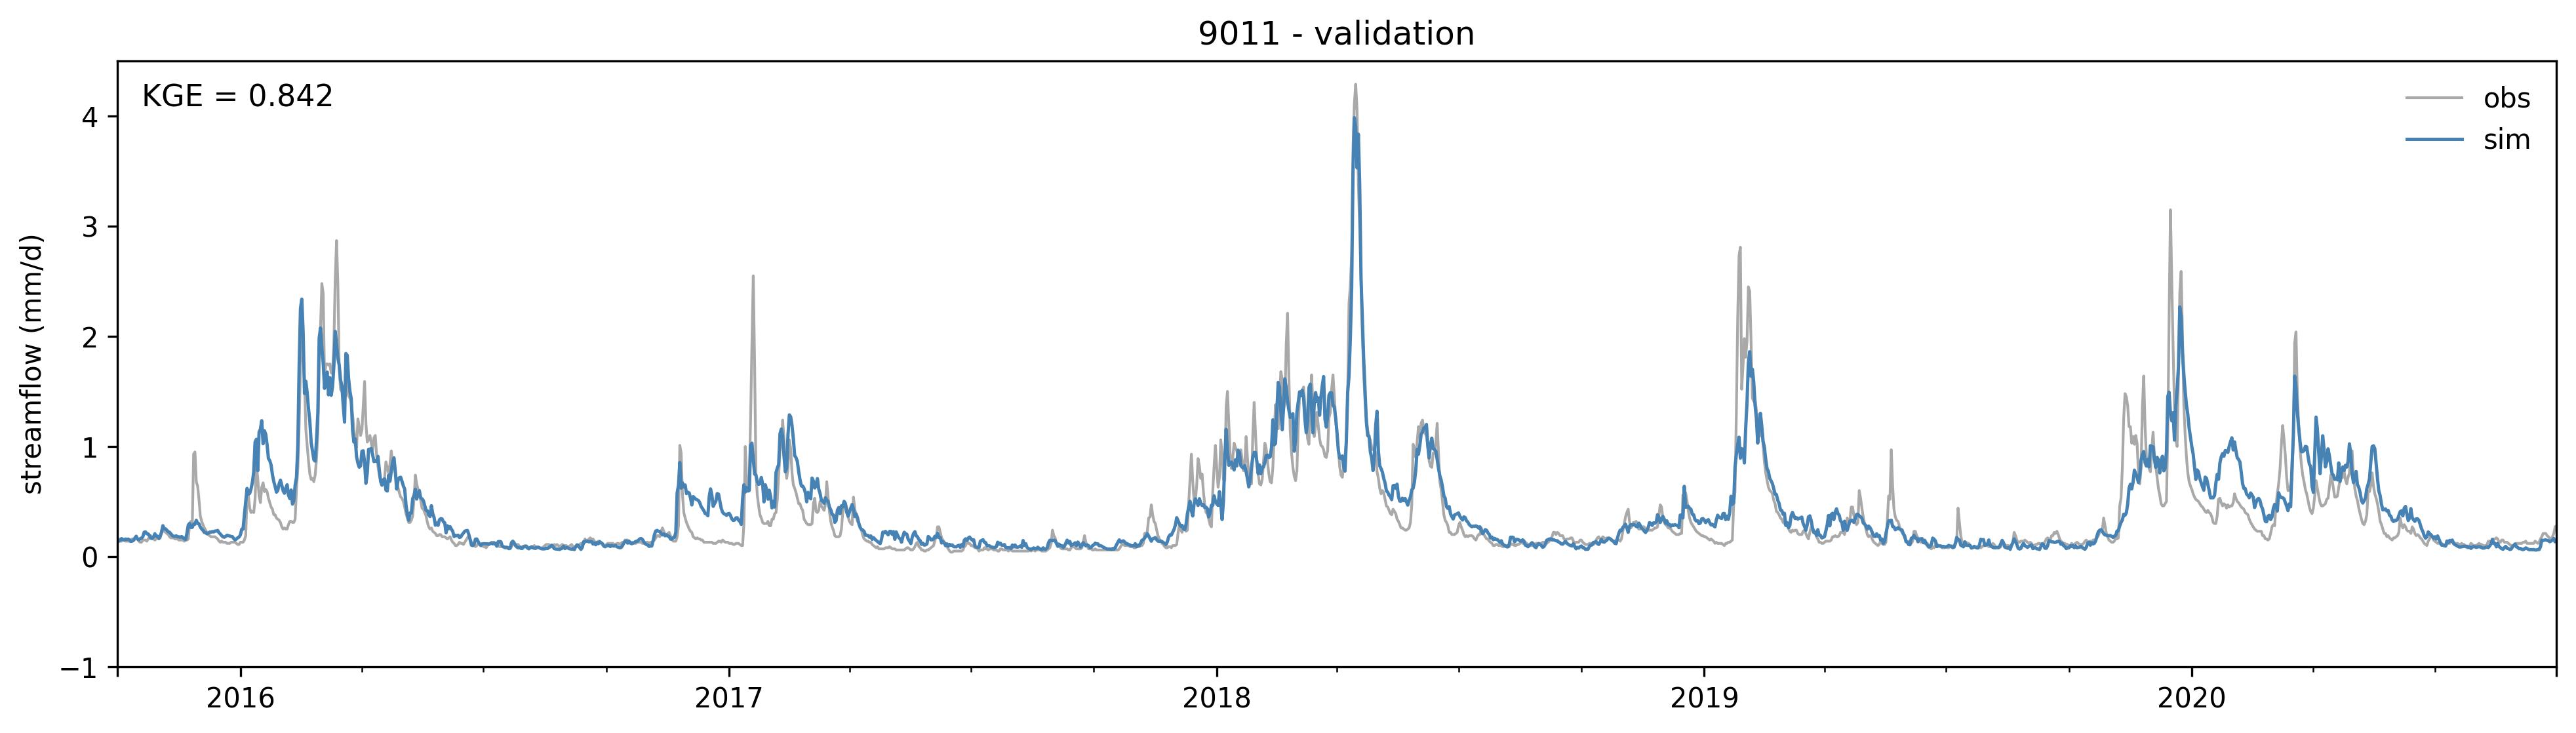 9011 - validation
KGE = 0.842
obs
sim
streamflow (mm/d)
4
3
2
1
0
−1
2016
2017
2018
2019
2020